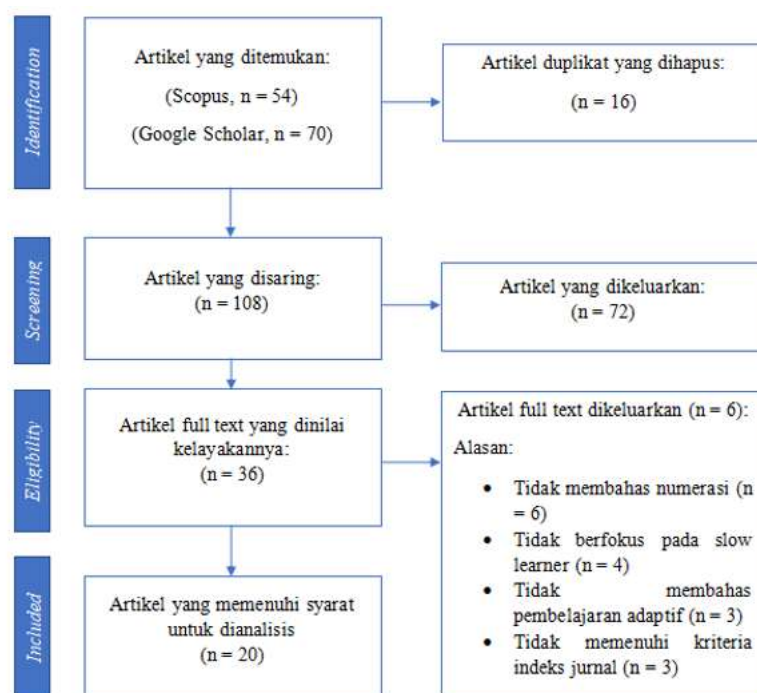 Identification
Artikel yang ditemukan:
(Scopus, n = 54)
(Google Scholar, n = 70)
Artikel duplikat yang dihapus:
(n = 16)
Screening
Artikel yang disaring:
(n = 108)
Artikel yang dikeluarkan:
(n = 72)
Eligibility
Artikel full text yang dinilai
kelayakannya:
(n = 36)
Artikel full text dikeluarkan (n = 6):
Alasan:
• Tidak membahas numerasi (n
= 6)
• Tidak berfokus pada slow
learner (n = 4)
• Tidak membahas
pembelajaran adaptif (n = 3)
• Tidak memenuhi kriteria
indeks jurnal (n = 3)
Included
Artikel yang memenuhi syarat
untuk dianalisis
(n = 20)